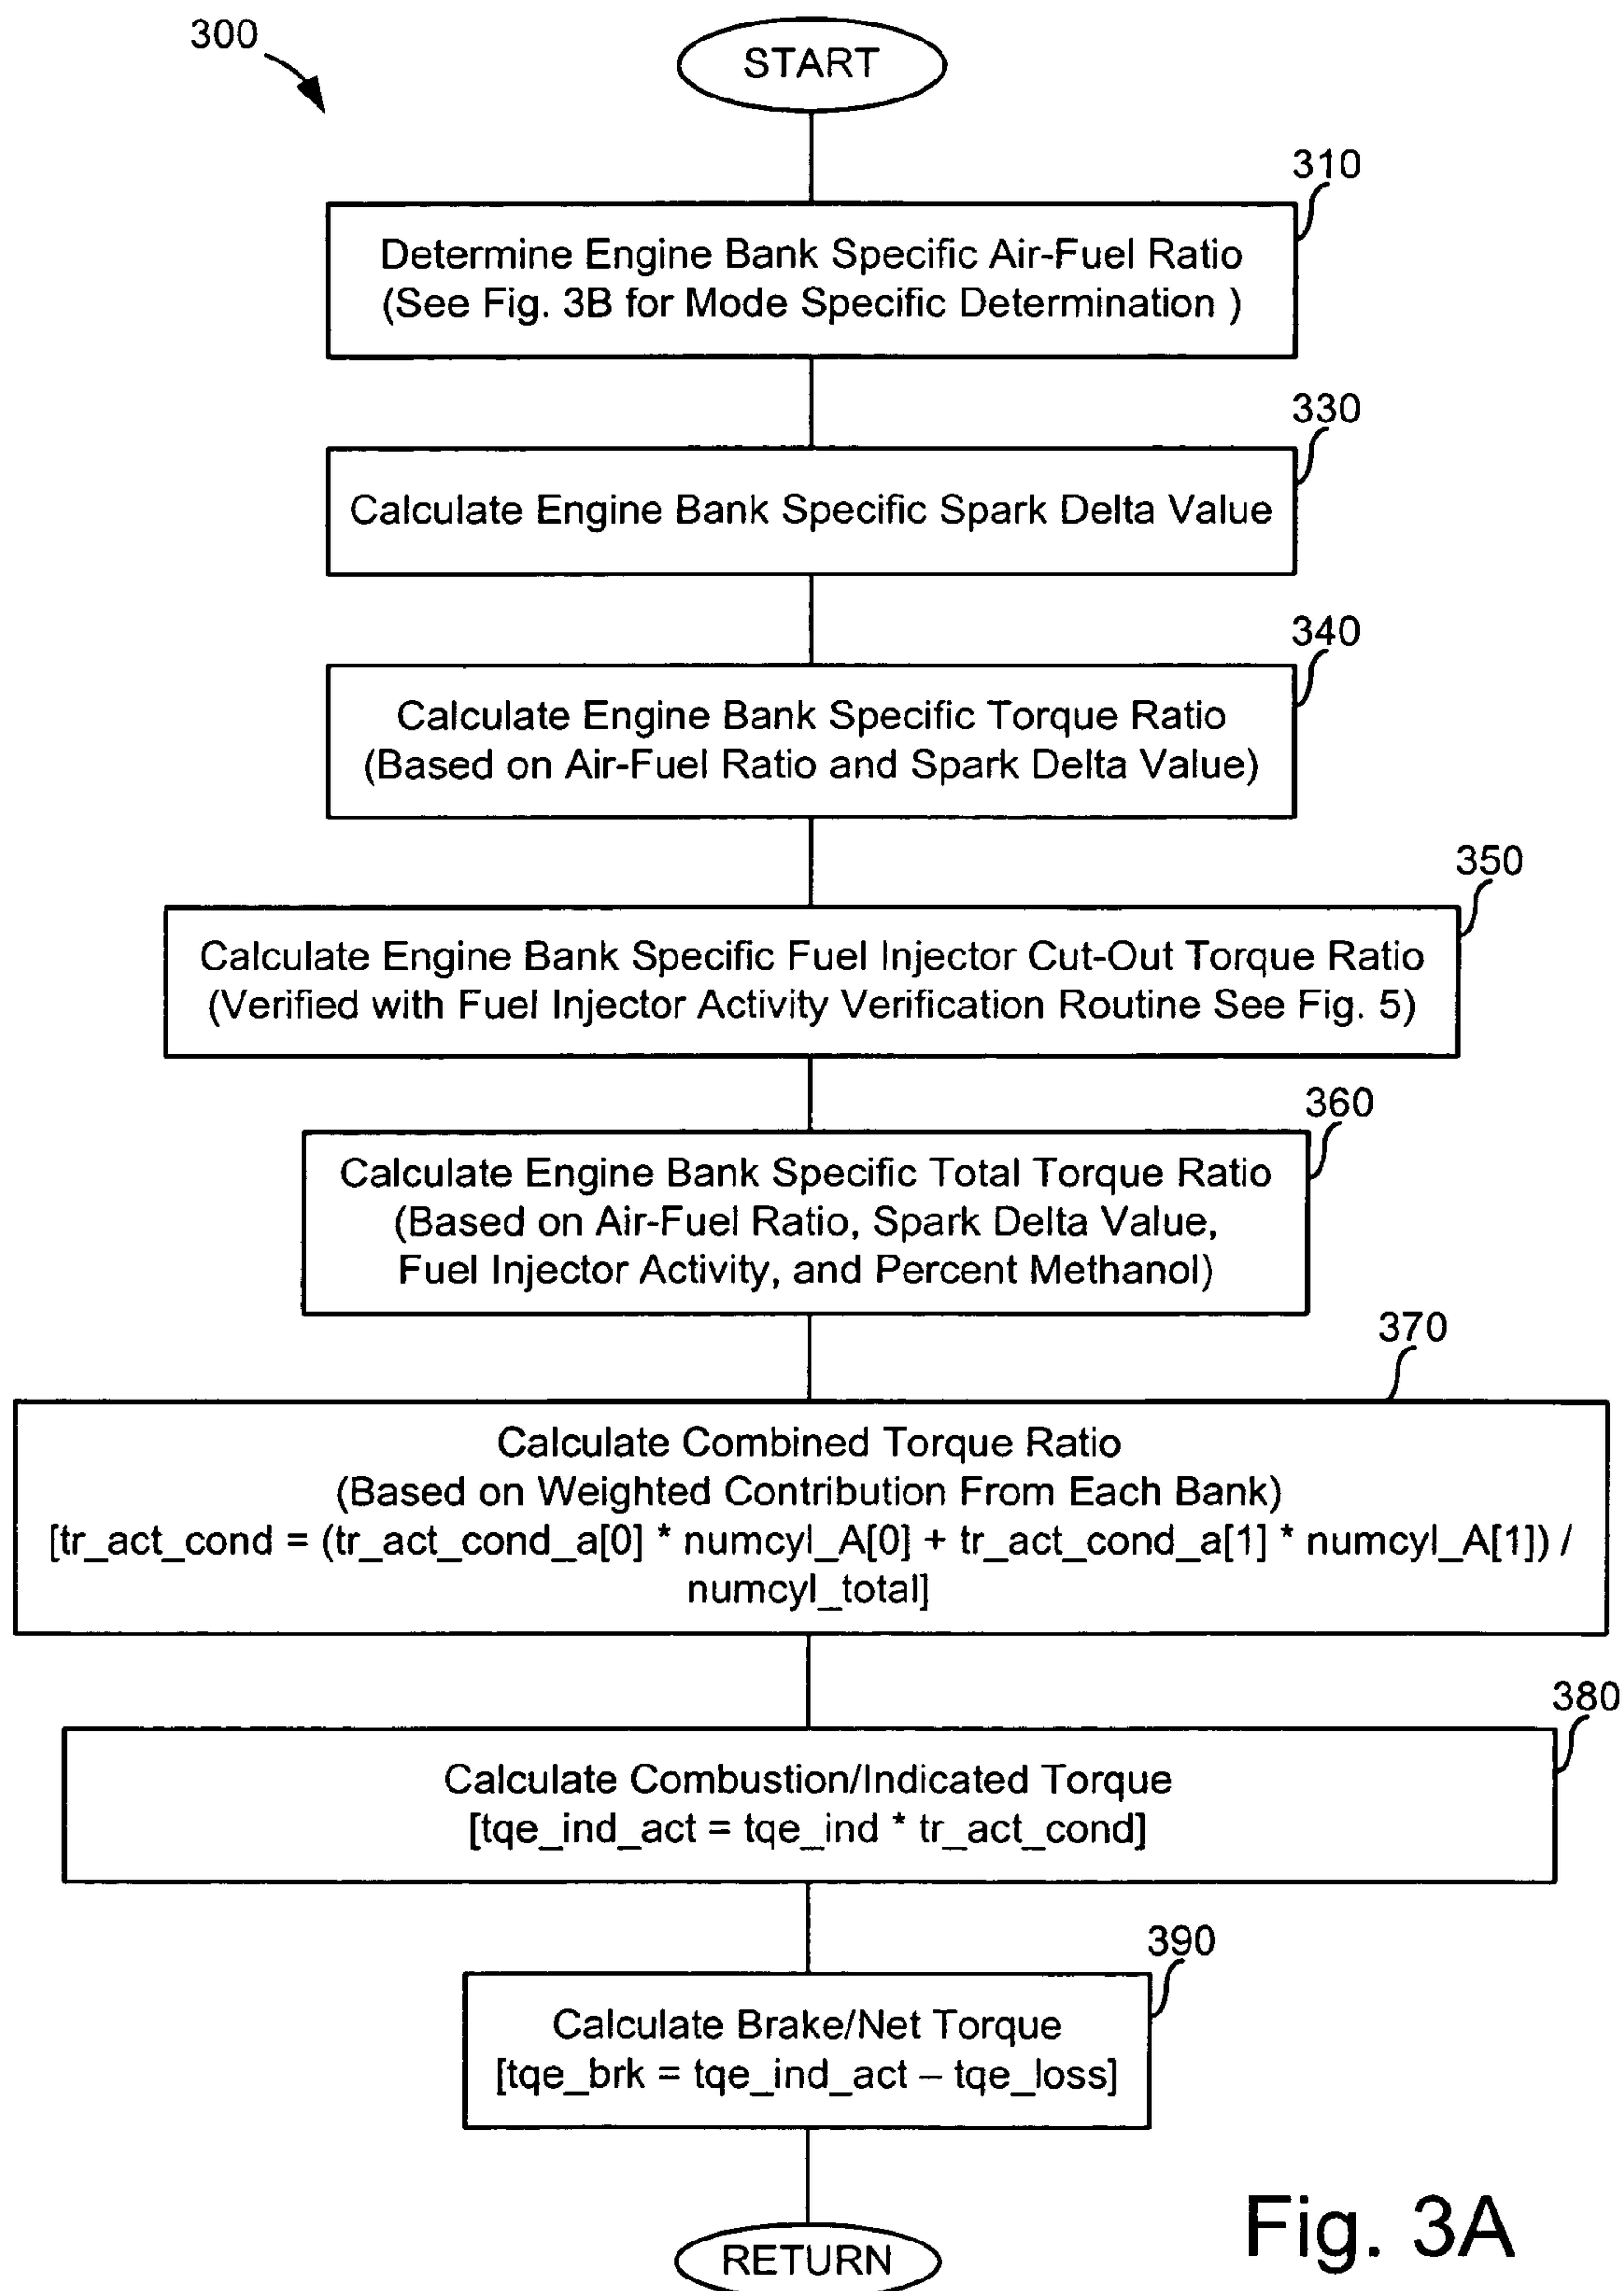 300
START
310
Determine Engine Bank Specific Air-Fuel Ratio
(See Fig. 3B for Mode Specific Determination )
330
Calculate Engine Bank Specific Spark Delta Value
340
Calculate Engine Bank Specific Torque Ratio
(Based on Air-Fuel Ratio and Spark Delta Value)
350
Calculate Engine Bank Specific Fuel Injector Cut-Out Torque Ratio
(Verified with Fuel Injector Activity Verification Routine See Fig. 5)
360
Calculate Engine Bank Specific Total Torque Ratio
(Based on Air-Fuel Ratio, Spark Delta Value,
Fuel Injector Activity, and Percent Methanol)
370
Calculate Combined Torque Ratio
(Based on Weighted Contribution From Each Bank)
[tr_act_cond = (tr_act_cond_a[0] * numcyl_A[0] + tr_act_cond_a[1] * numcyl_A[1]) /
numcyl_total]
380
Calculate Combustion/Indicated Torque
[tqe_ind_act = tqe_ind * tr_act_cond]
390
Calculate Brake/Net Torque
[tqe_brk = tqe_ind_act – tqe_loss]
RETURN
Fig. 3A